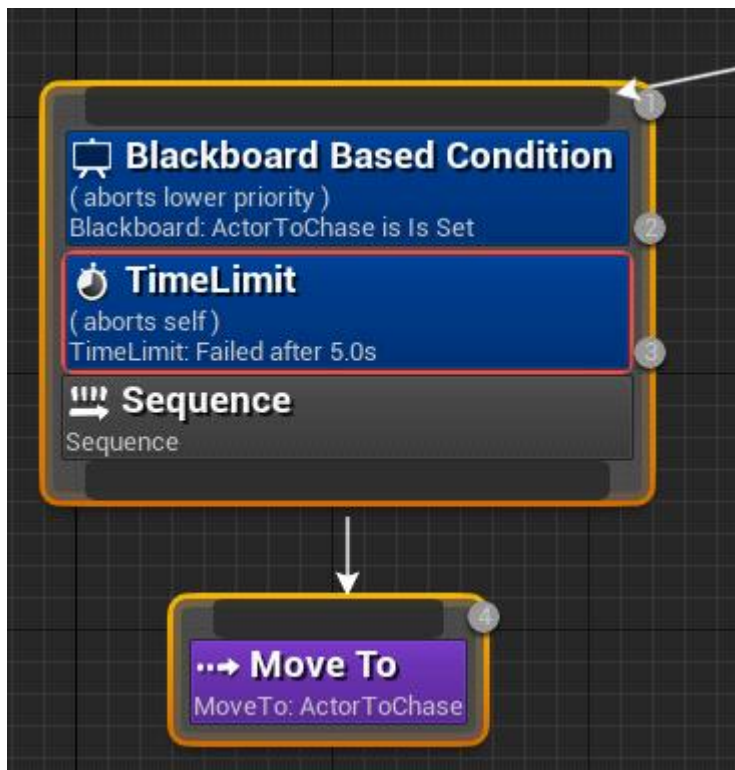 1
Blackboard Based Condition
( aborts lower priority )
Blackboard: ActorToChase is Is Set
2
TimeLimit
( aborts self )
TimeLimit: Failed after 5.0s
3
Sequence
Sequence
4
Move To
MoveTo: ActorToChase